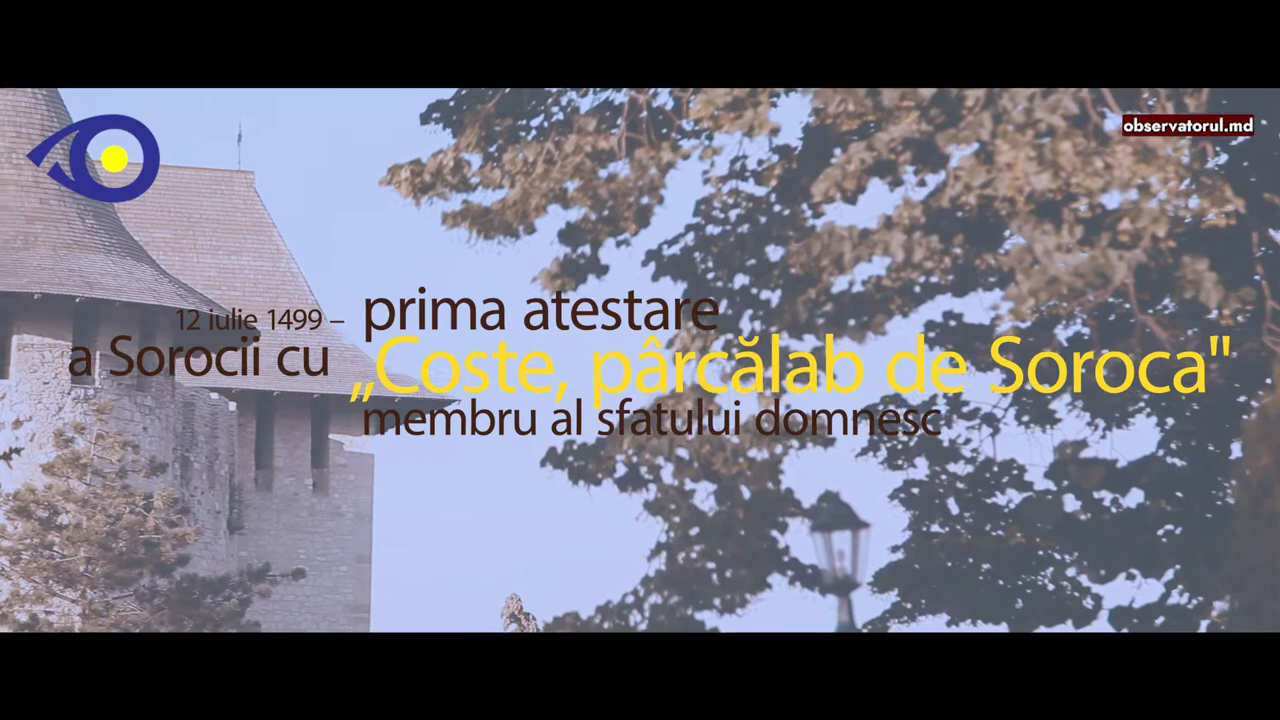 observatorul.md
12 iulie 1499 – prima atestare
a Sorocii cu „Coste, pârcălab de Soroca"
membru al sfatului domnesc